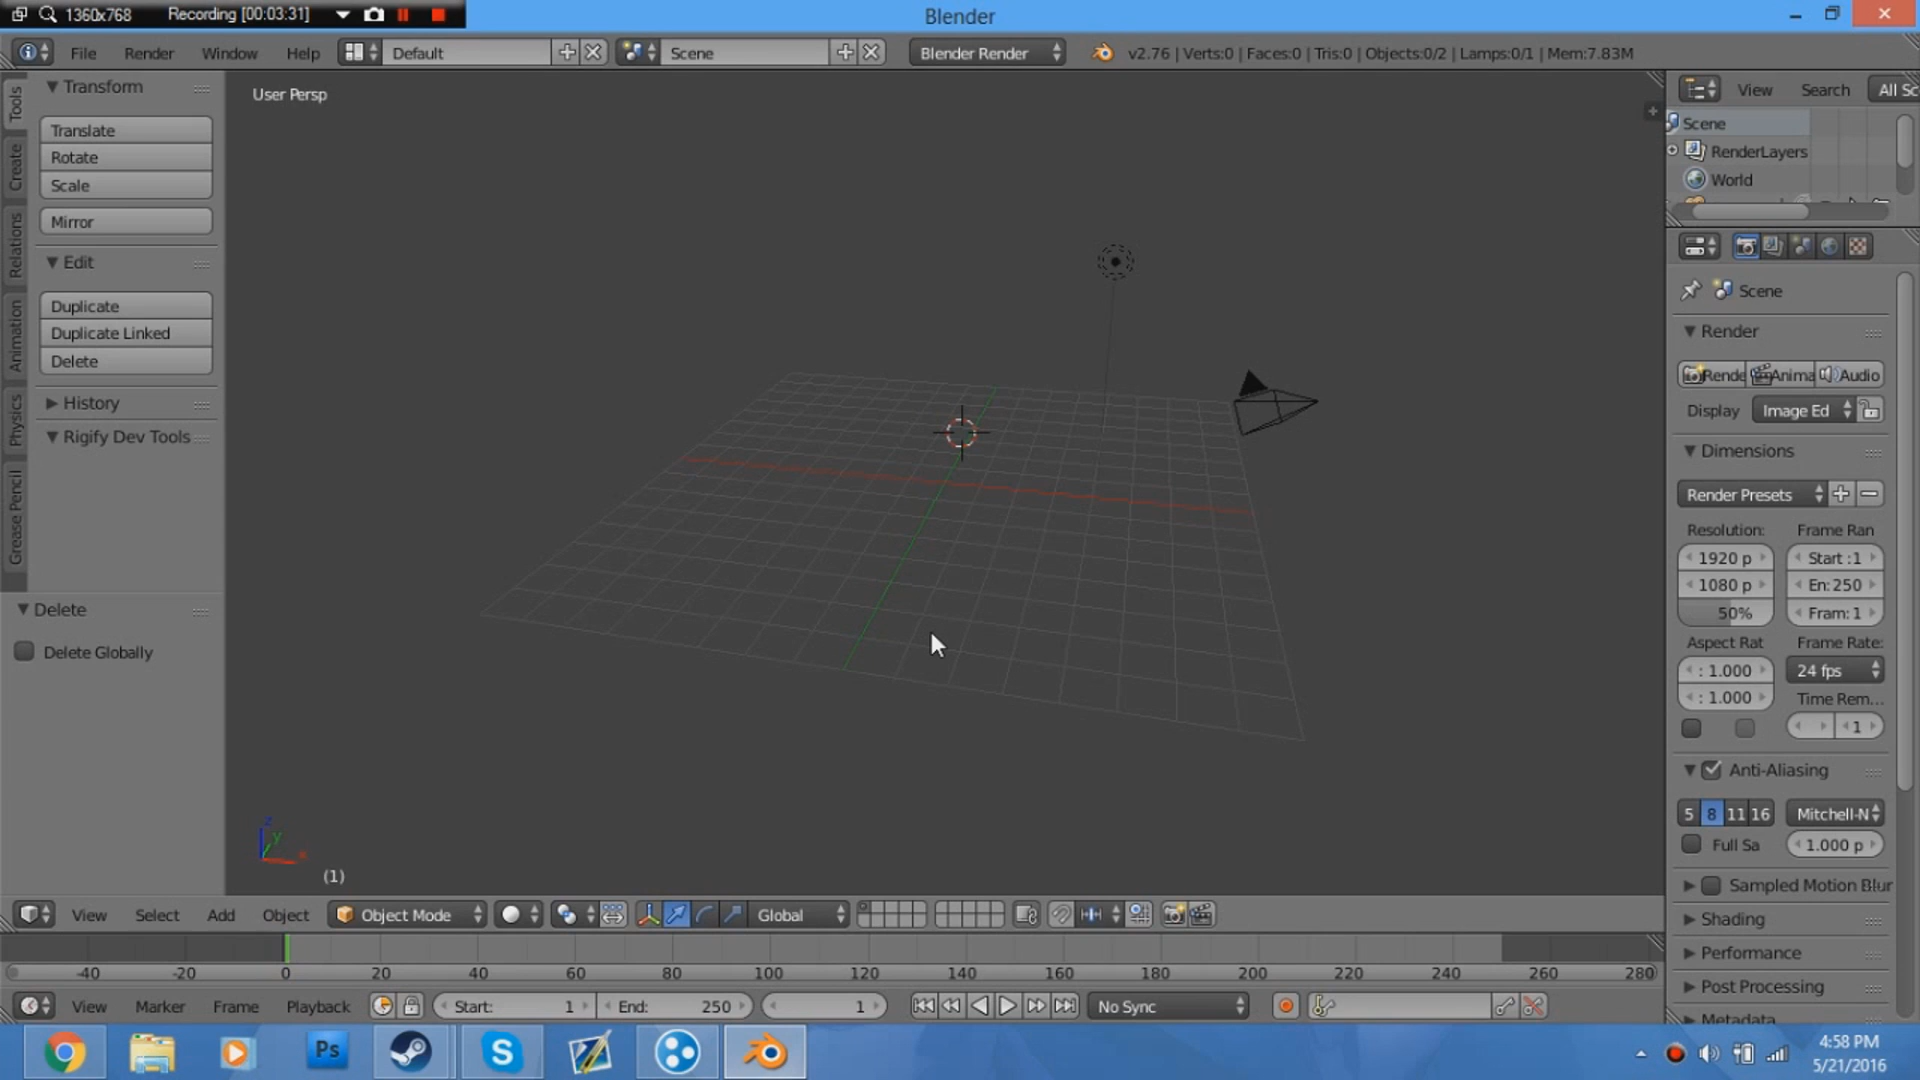 1360x768 Recording [00:03:31] Blender
File Render Window Help Default Scene Blender Render v2.76 | Verts:0 | Faces:0 | Tris:0 | Objects:0/2 | Lamps:0/1 | Mem:7.83M
Tools
Create
Relations
Animation
Physics
Grease Pencil
Transform
Translate
Rotate
Scale
Mirror
Edit
Duplicate
Duplicate Linked
Delete
History
Rigify Dev Tools
Delete
Delete Globally
User Persp
z
y
x
(1)
View Search All Sc
Scene
RenderLayers
World
Scene
Render
Rende Anima Audio
Display Image Ed
Dimensions
Render Presets
Resolution: Frame Ran
1920 p Start :1
1080 p En: 250
50% Fram: 1
Aspect Rat Frame Rate:
: 1.000 24 fps
: 1.000 Time Rem...
1
Anti-Aliasing
5 8 11 16 Mitchell-N
Full Sa 1.000 p
Sampled Motion Blur
Shading
Performance
Post Processing
Metadata
View Select Add Object Object Mode Global
-40 -20 0 20 40 60 80 100 120 140 160 180 200 220 240 260 280
View Marker Frame Playback Start: 1 End: 250 1 No Sync
Ps
4:58 PM
5/21/2016